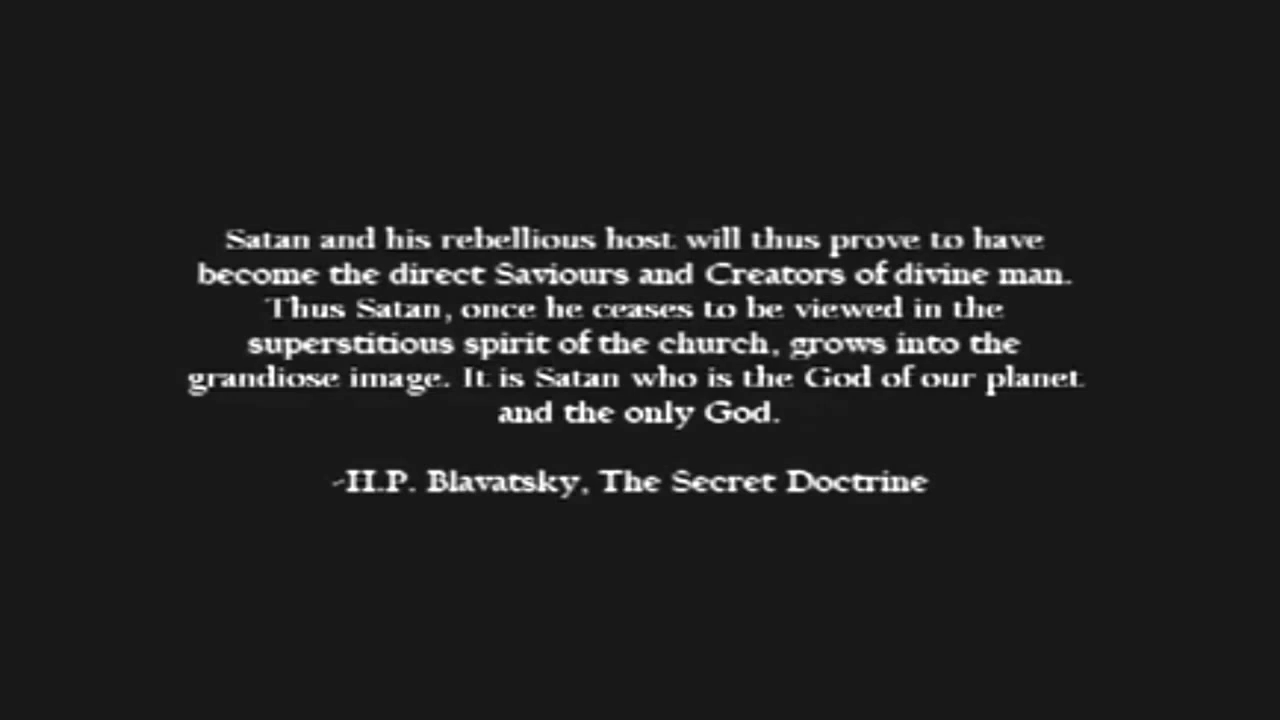 Satan and his rebellious host will thus prove to have
become the direct Saviours and Creators of divine man.
Thus Satan, once he ceases to be viewed in the
superstitious spirit of the church, grows into the
grandiose image. It is Satan who is the God of our planet
and the only God.
-H.P. Blavatsky, The Secret Doctrine